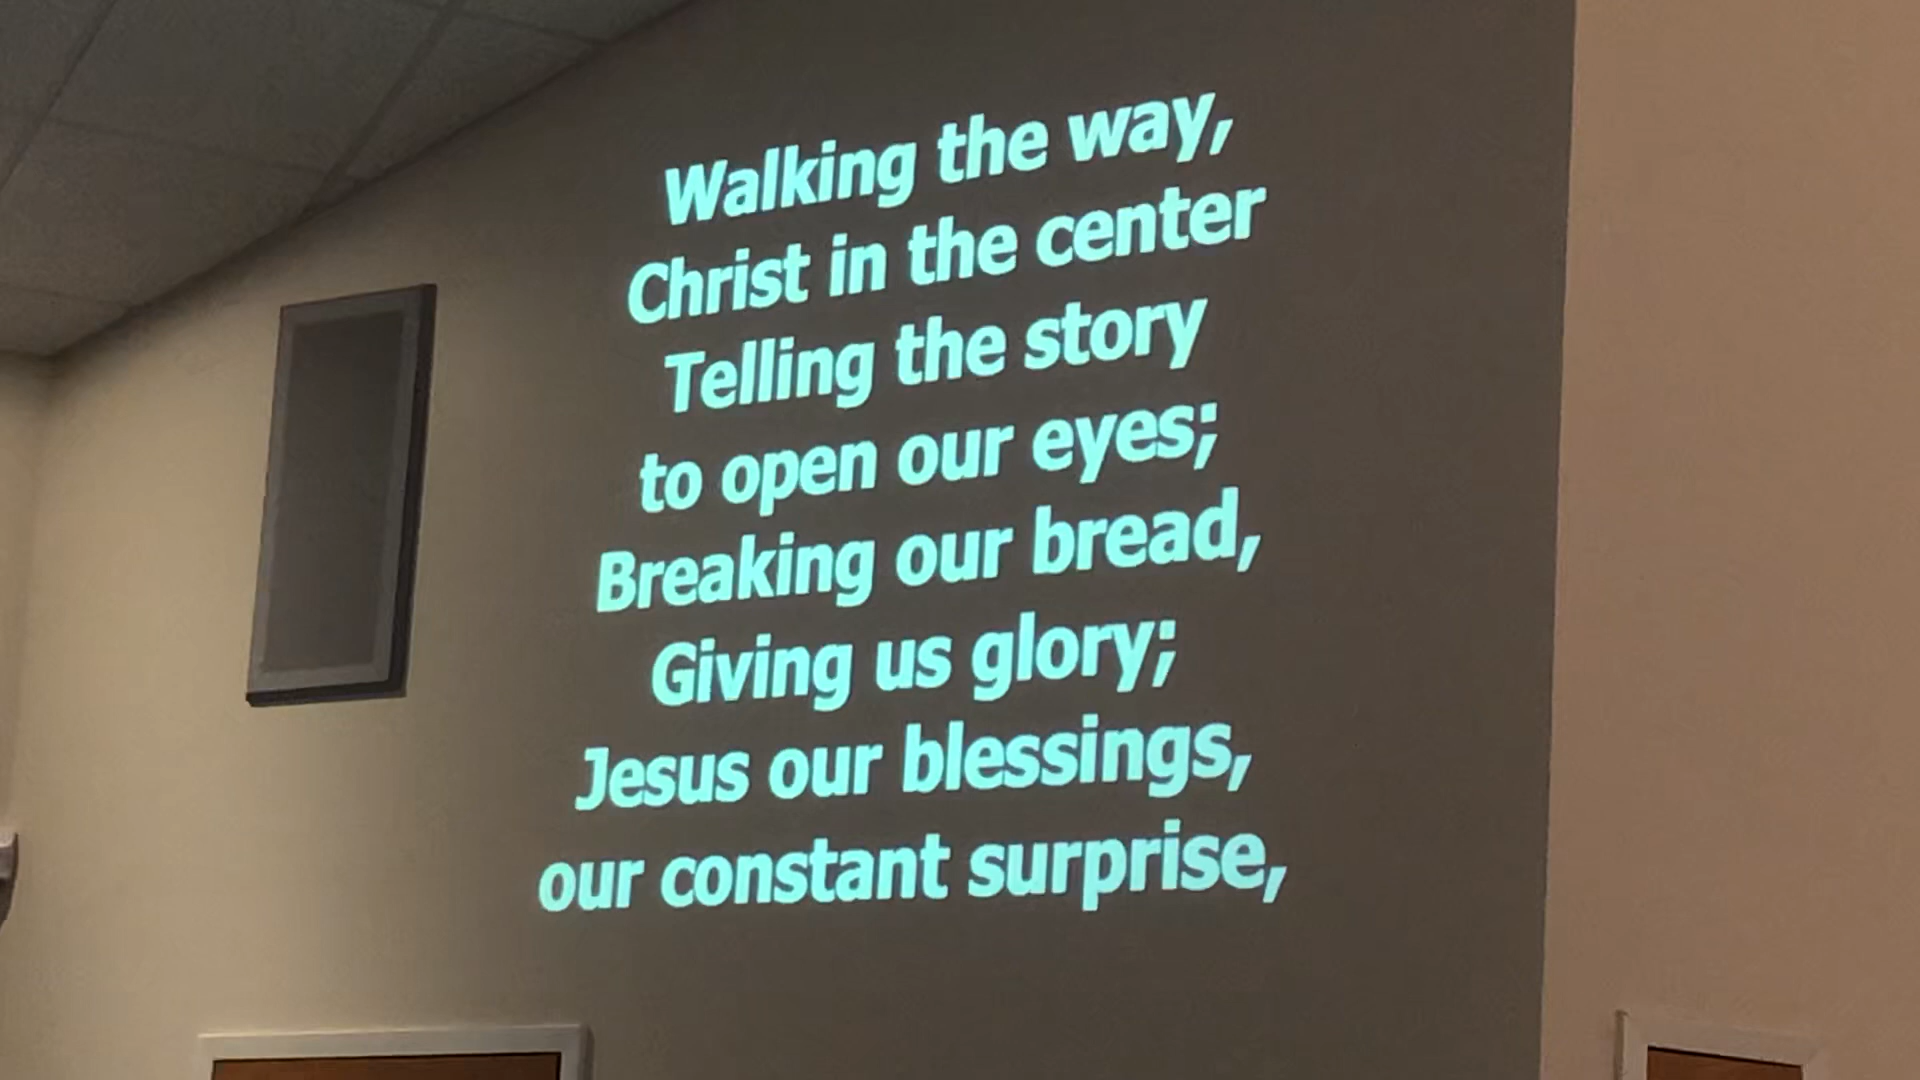 Walking the way,
Christ in the center
Telling the story
to open our eyes;
Breaking our bread,
Giving us glory;
Jesus our blessings,
our constant surprise,